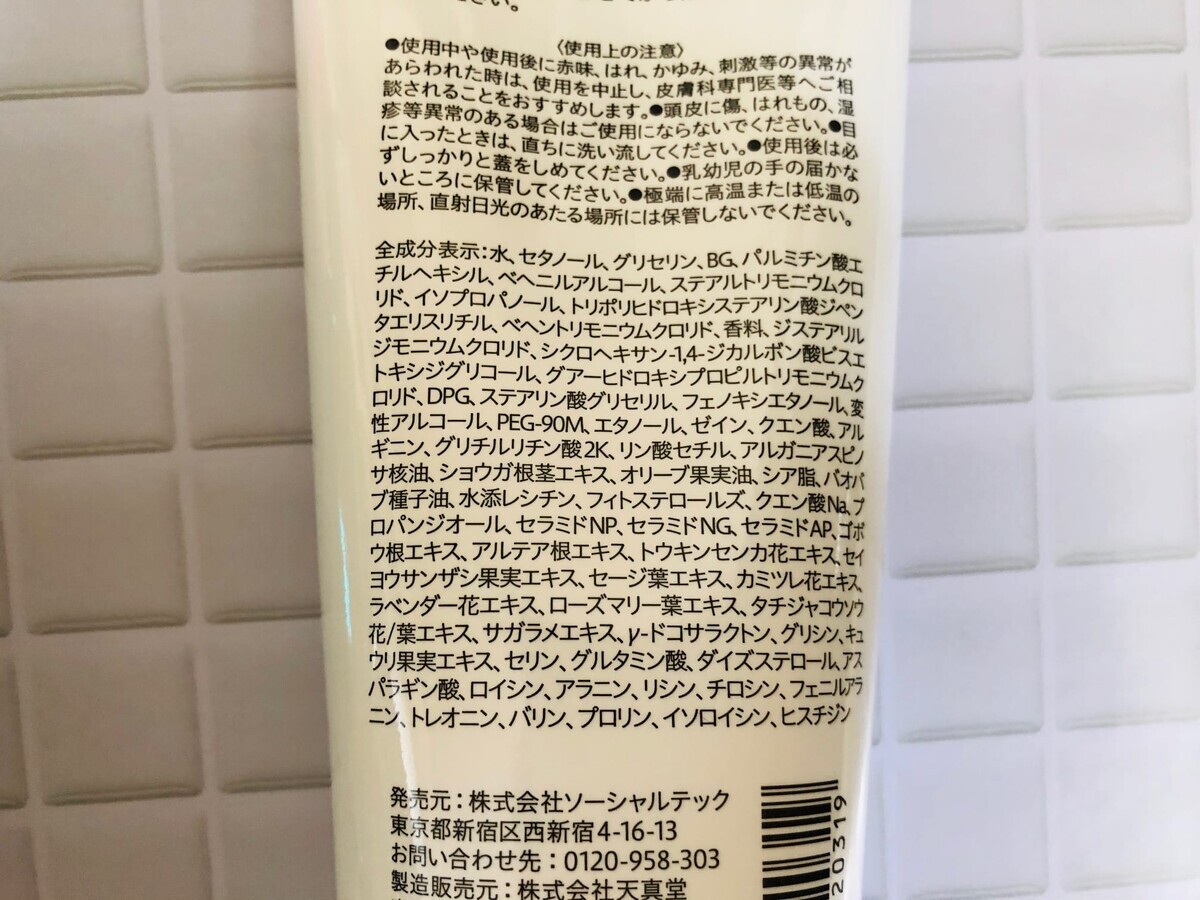 ださい。
〈使用上の注意〉
●使用中や使用後に赤味、はれ、かゆみ、刺激等の異常が
あらわれた時は、使用を中止し、皮膚科専門医等へご相
談されることをおすすめします。●頭皮に傷、はれもの、湿
疹等異常のある場合はご使用にならないでください。●目
に入ったときは、直ちに洗い流してください。●使用後は必
ずしっかりと蓋をしめてください。●乳幼児の手の届かな
いところに保管してください。●極端に高温または低温の
場所、直射日光のあたる場所には保管しないでください。
全成分表示：水、セタノール、グリセリン、BG、パルミチン酸エ
チルヘキシル、ベヘニルアルコール、ステアルトリモニウムクロ
リド、イソプロパノール、トリポリヒドロキシステアリン酸ジペン
タエリスリチル、ベヘントリモニウムクロリド、香料、ジステアリル
ジモニウムクロリド、シクロヘキサン-1,4-ジカルボン酸ビスエ
トキシジグリコール、グアーヒドロキシプロピルトリモニウムク
ロリド、DPG、ステアリン酸グリセリル、フェノキシエタノール、変
性アルコール、PEG-90M、エタノール、ゼイン、クエン酸、アル
ギニン、グリチルリチン酸2K、リン酸セチル、アルガニアスピノ
サ核油、ショウガ根茎エキス、オリーブ果実油、シア脂、バオバ
ブ種子油、水添レシチン、フィトステロールズ、クエン酸Na、プ
ロパンジオール、セラミドNP、セラミドNG、セラミドAP、ゴボ
ウ根エキス、アルテア根エキス、トウキンセンカ花エキス、セイ
ヨウサンザシ果実エキス、セージ葉エキス、カミツレ花エキス、
ラベンダー花エキス、ローズマリー葉エキス、タチジャコウソウ
花/葉エキス、サガラメエキス、γ-ドコサラクトン、グリシン、キュ
ウリ果実エキス、セリン、グルタミン酸、ダイズステロール、アス
パラギン酸、ロイシン、アラニン、リシン、チロシン、フェニルアラ
ニン、トレオニン、バリン、プロリン、イソロイシン、ヒスチジン
発売元：株式会社ソーシャルテック
東京都新宿区西新宿4-16-13
お問い合わせ先：0120-958-303
製造販売元：株式会社天真堂
20319